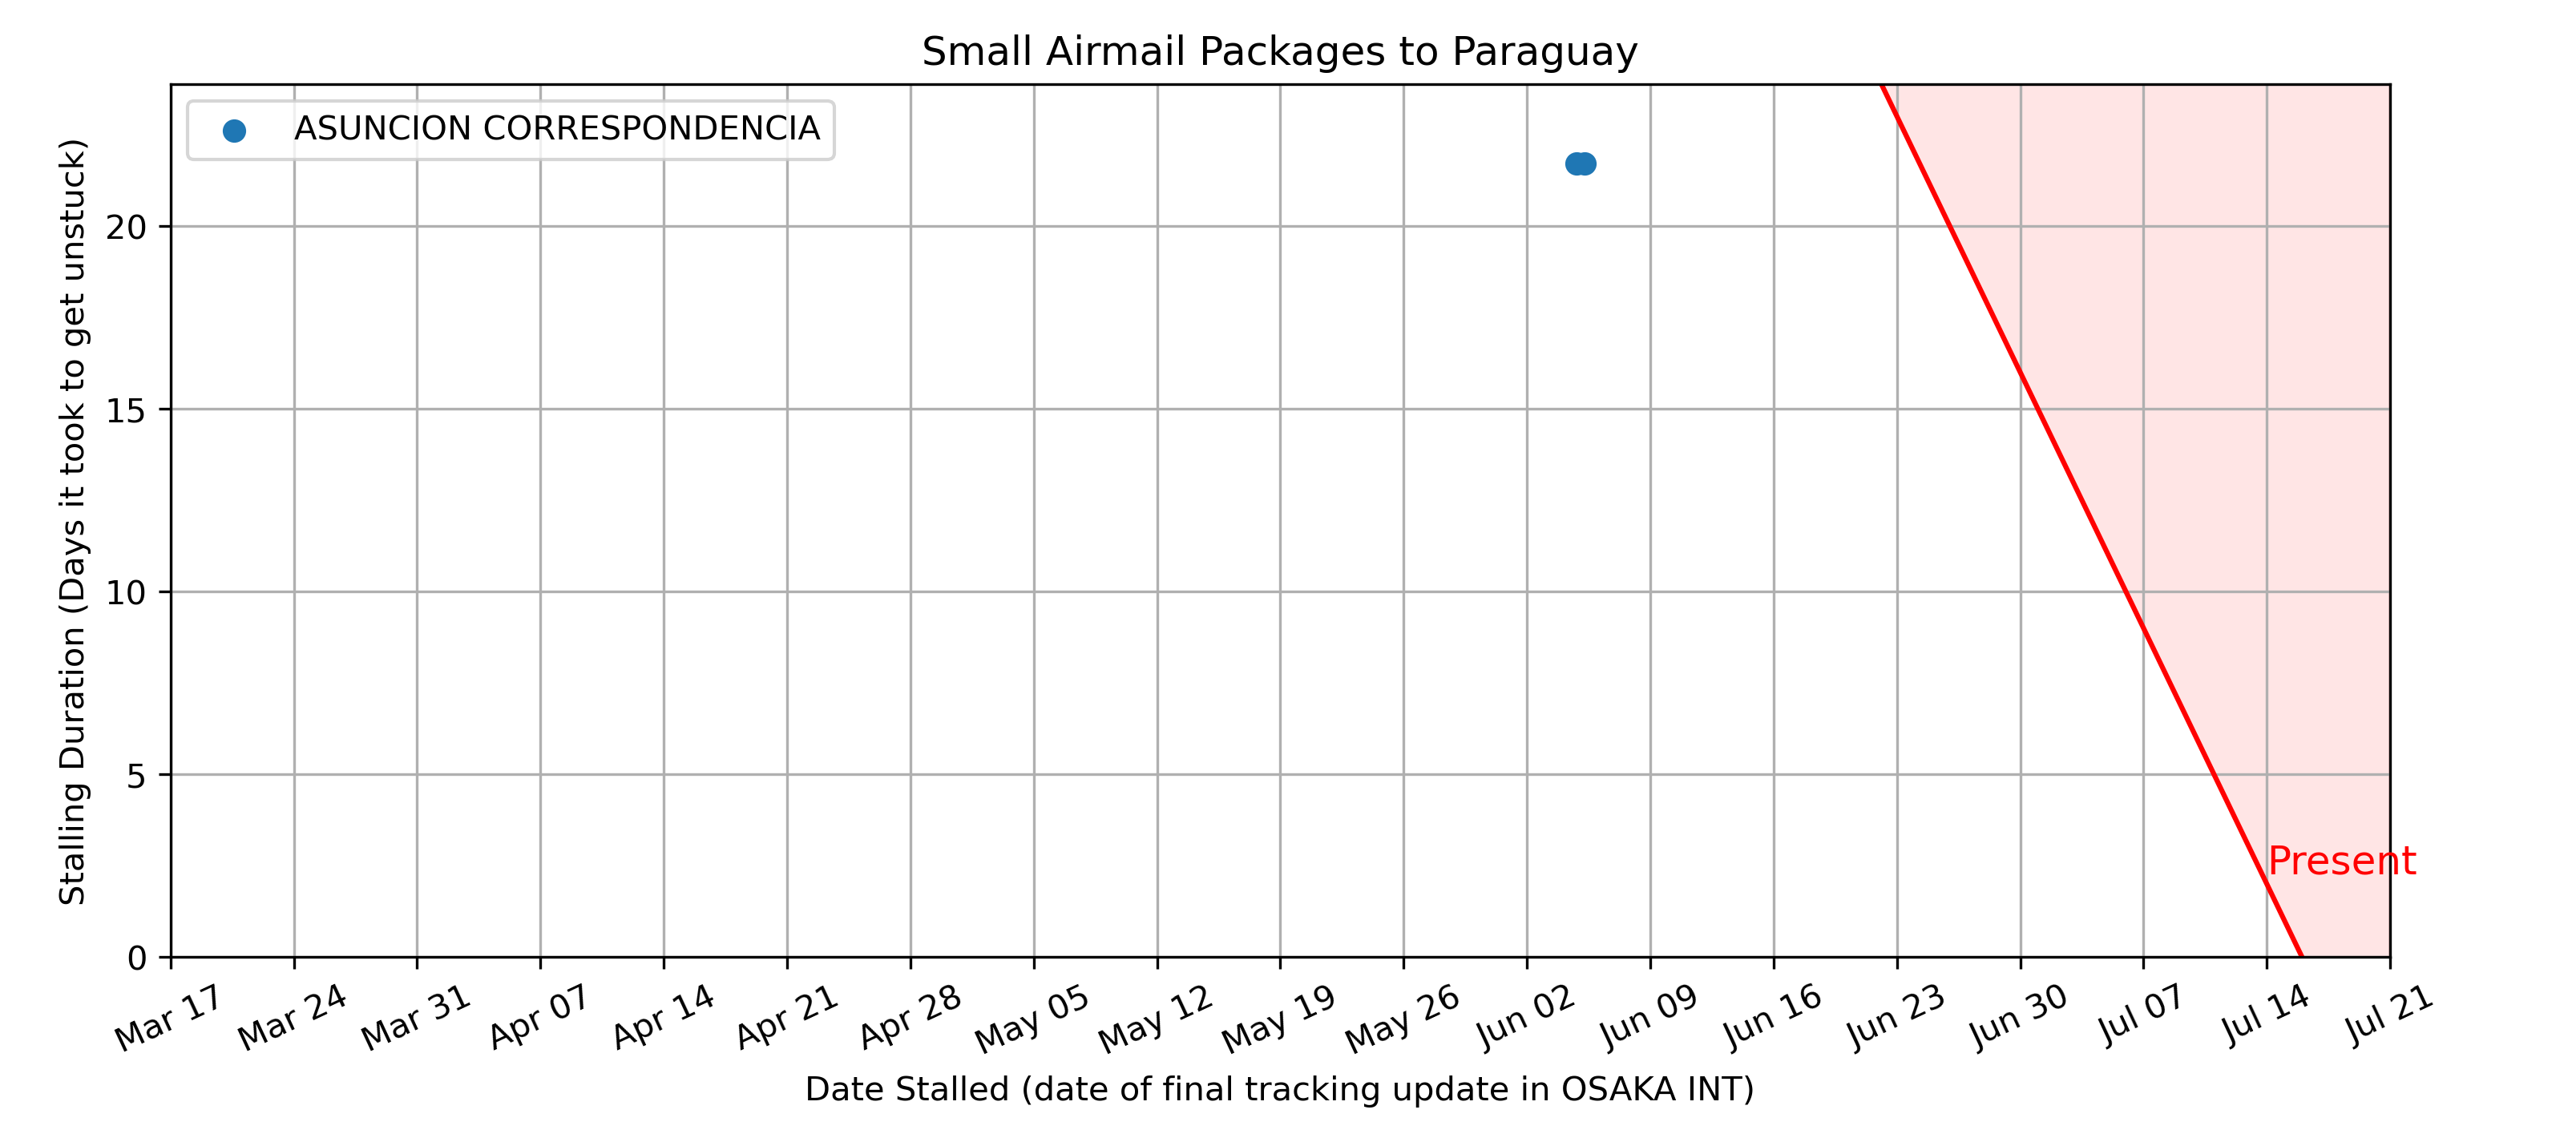 Small Airmail Packages to Paraguay
ASUNCION CORRESPONDENCIA
Stalling Duration (Days it took to get unstuck)
20
15
10
5
0
Present
Mar 17 Mar 24 Mar 31 Apr 07 Apr 14 Apr 21 Apr 28 May 05 May 12 May 19 May 26 Jun 02 Jun 09 Jun 16 Jun 23 Jun 30 Jul 07 Jul 14 Jul 21
Date Stalled (date of final tracking update in OSAKA INT)